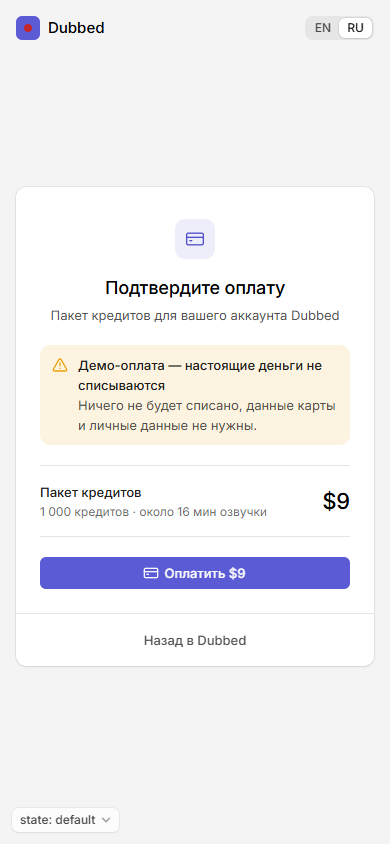 Dubbed
EN
RU
Подтвердите оплату
Пакет кредитов для вашего аккаунта Dubbed
Демо-оплата — настоящие деньги не
списываются
Ничего не будет списано, данные карты
и личные данные не нужны.
Пакет кредитов
1 000 кредитов · около 16 мин озвучки
$9
Оплатить $9
Назад в Dubbed
state: default